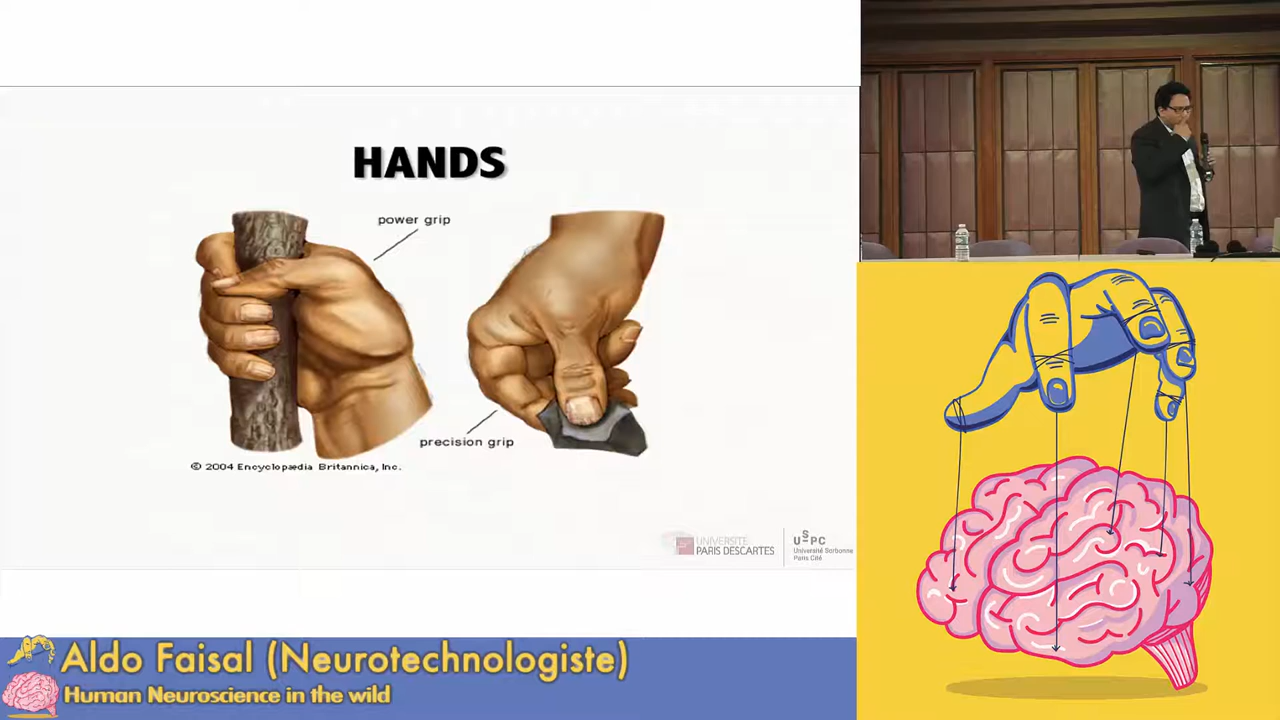 HANDS
power grip
precision grip
© 2004 Encyclopædia Britannica, Inc.
UNIVERSITÉ
PARIS DESCARTES
USPC
Université Sorbonne
Paris Cité
Aldo Faisal (Neurotechnologiste)
Human Neuroscience in the wild